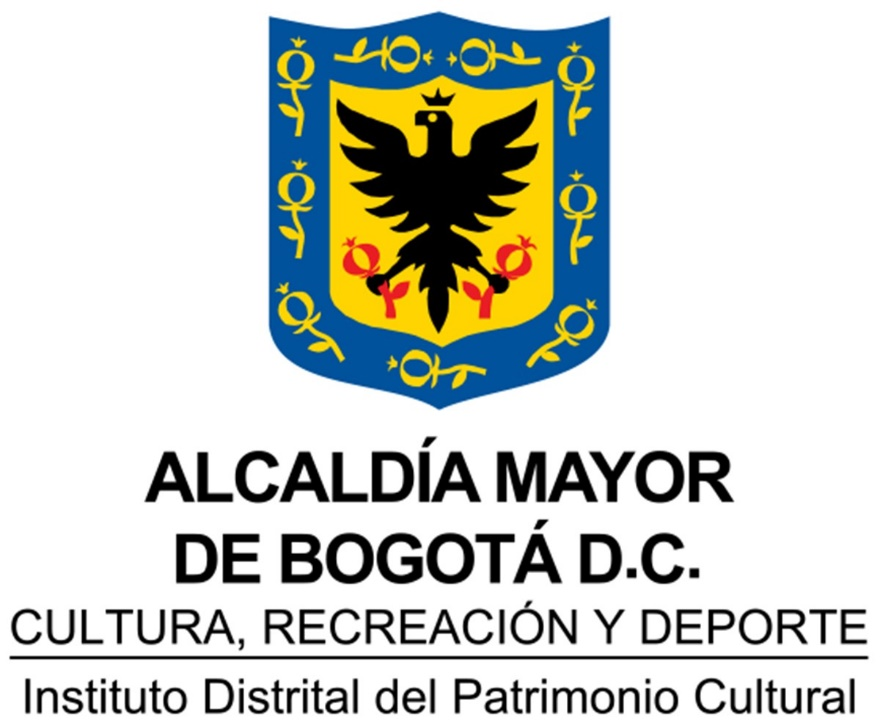 ALCALDÍA MAYOR
DE BOGOTÁ D.C.
CULTURA, RECREACIÓN Y DEPORTE
Instituto Distrital del Patrimonio Cultural